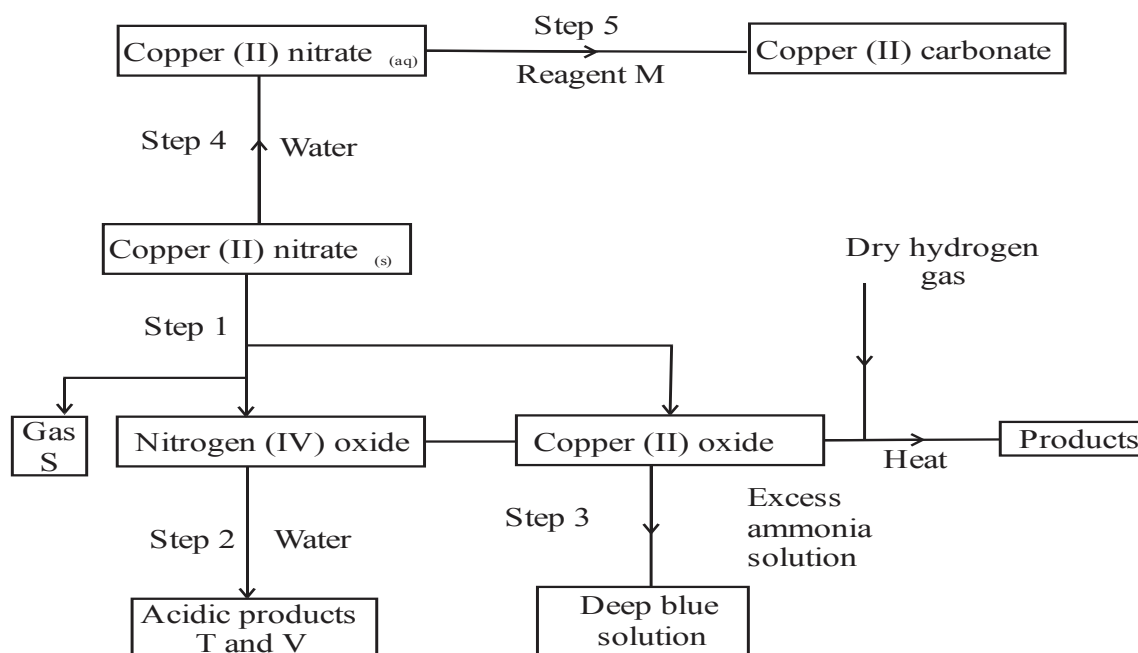 Copper (II) nitrate (aq)
Step 5
Reagent M
Copper (II) carbonate
Step 4
Water
Copper (II) nitrate (s)
Dry hydrogen
gas
Step 1
Gas
S
Nitrogen (IV) oxide
Copper (II) oxide
Heat
Products
Step 2
Water
Step 3
Excess
ammonia
solution
Acidic products
T and V
Deep blue
solution